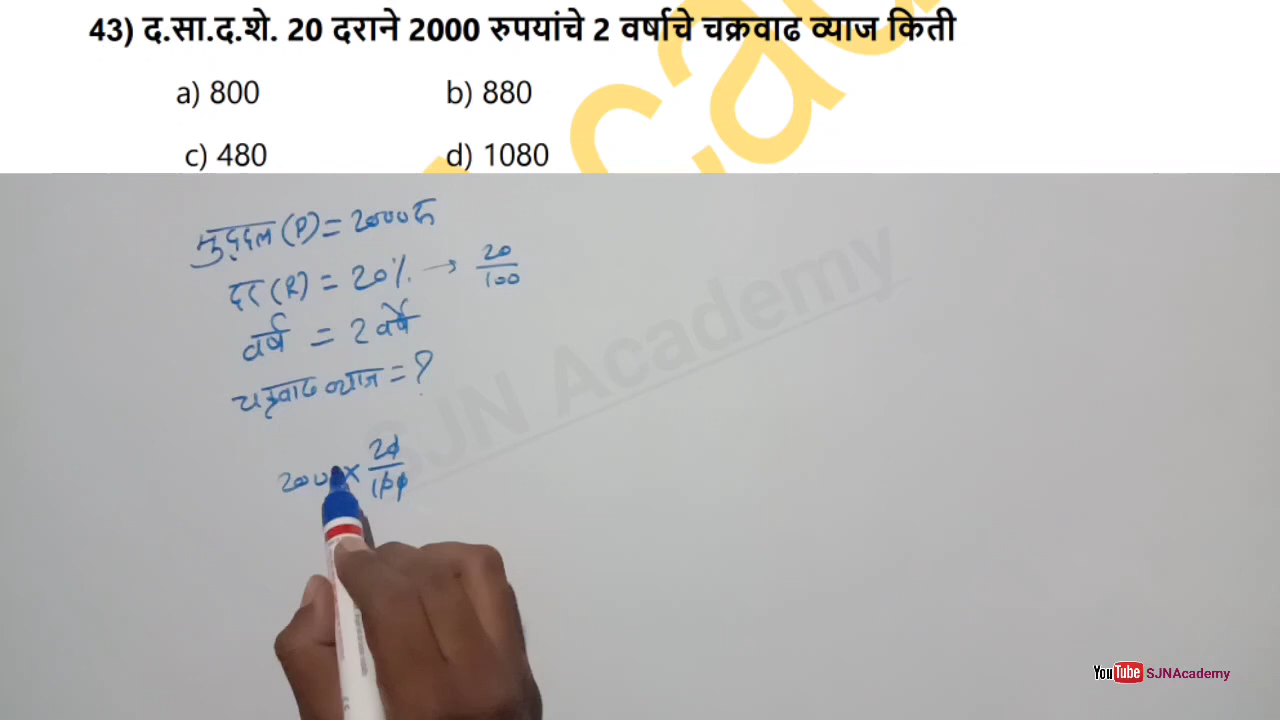 43) द.सा.द.शे. 20 दराने 2000 रुपयांचे 2 वर्षाचे चक्रवाढ व्याज किती
a) 800 b) 880
c) 480 d) 1080
मुद्दल (P) = 2000रु
दर (R) = 20% → 20/100
वर्ष = 2 वर्षे
चक्रवाढ व्याज = ?
2000 × 20/100
SJN Academy
YouTube SJNAcademy